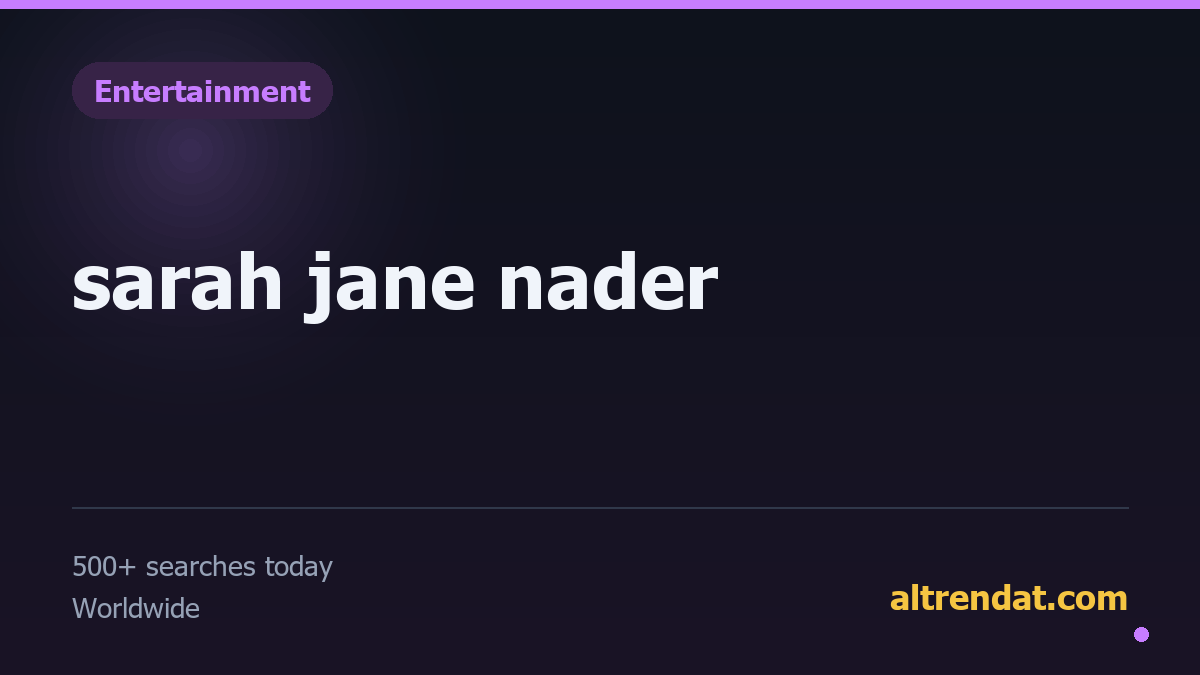 Entertainment
sarah jane nader
500+ searches today
Worldwide
altrendat.com